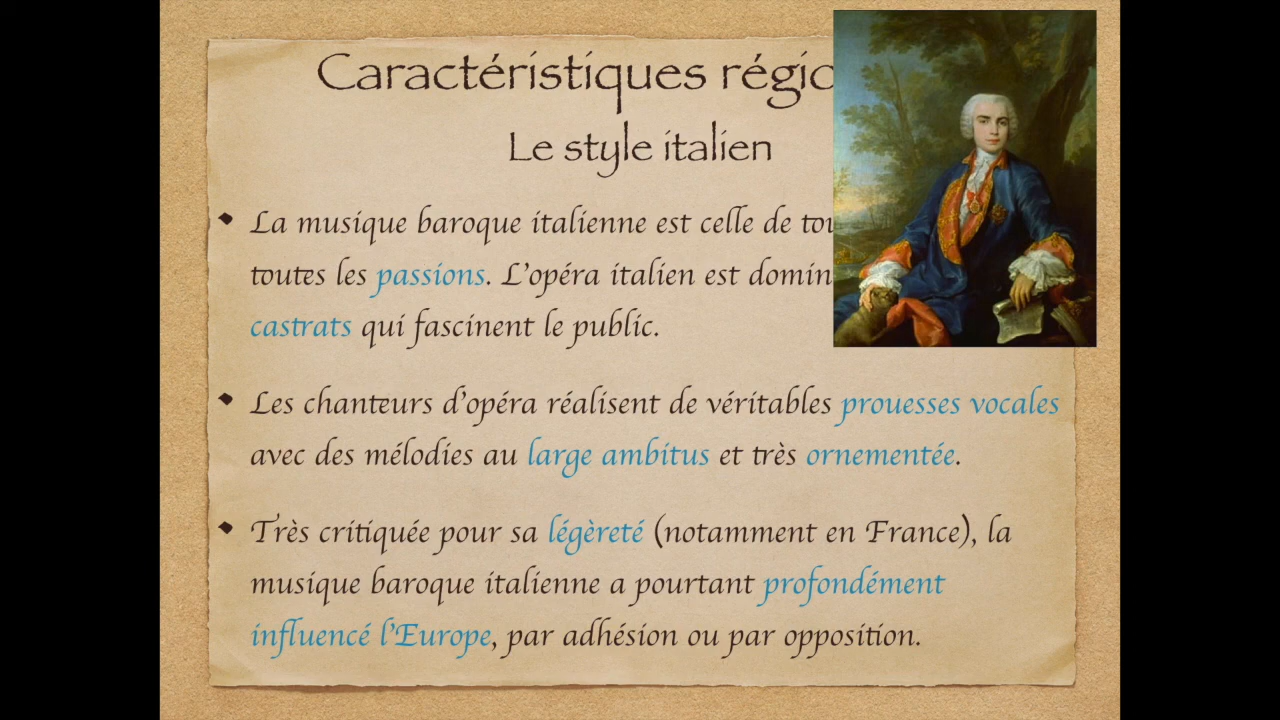 Caractéristiques régio
Le style italien
La musique baroque italienne est celle de tou
toutes les passions. L'opéra italien est domin
castrats qui fascinent le public.
Les chanteurs d'opéra réalisent de véritables prouesses vocales
avec des mélodies au large ambitus et très ornementée.
Très critiquée pour sa légèreté (notamment en France), la
musique baroque italienne a pourtant profondément
influencé l'Europe, par adhésion ou par opposition.